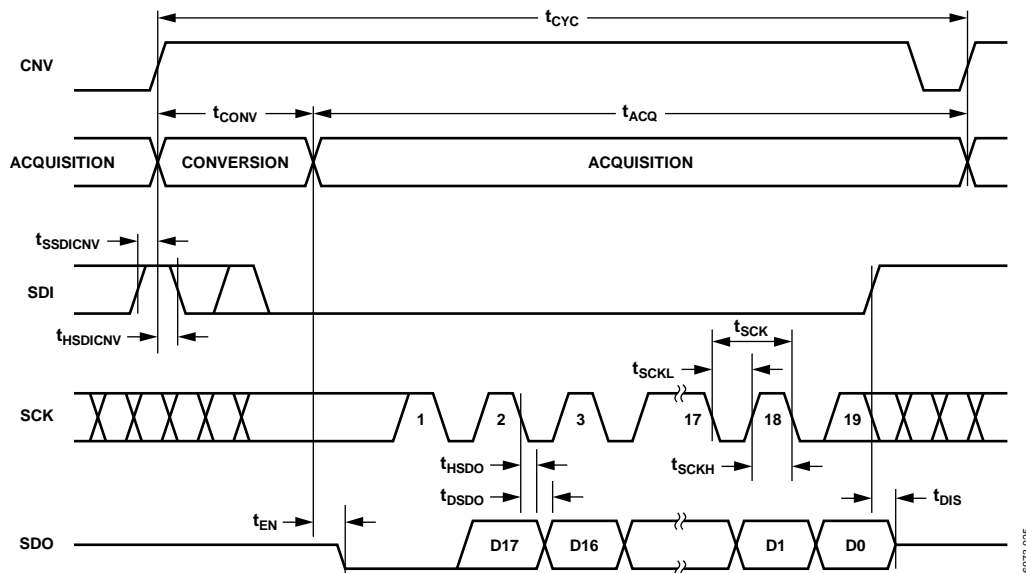 tCYC
CNV
tCONV
tACQ
ACQUISITION
CONVERSION
ACQUISITION
tSSDICNV
SDI
tHSDICNV
tSCK
tSCKL
SCK
1
2
3
17
18
19
tHSDO
tSCKH
tDSDO
tDIS
tEN
SDO
D17
D16
D1
D0